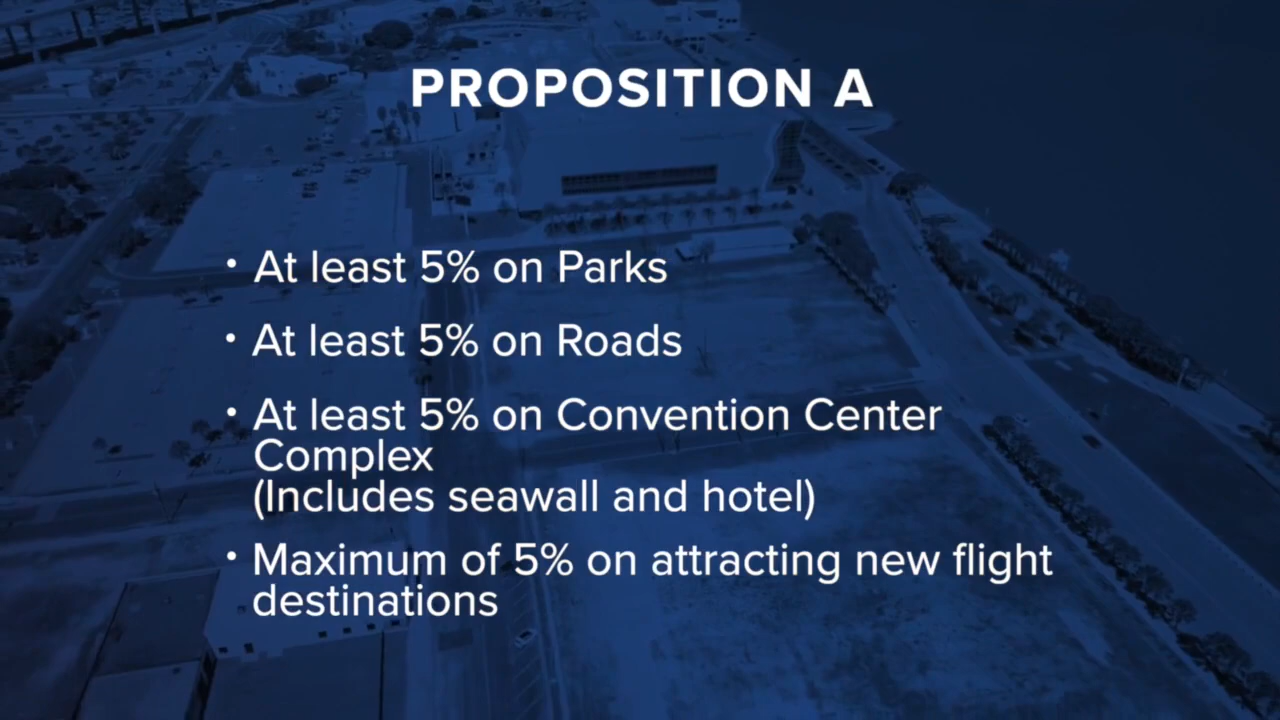 PROPOSITION A
• At least 5% on Parks
• At least 5% on Roads
• At least 5% on Convention Center
Complex
(Includes seawall and hotel)
• Maximum of 5% on attracting new flight
destinations